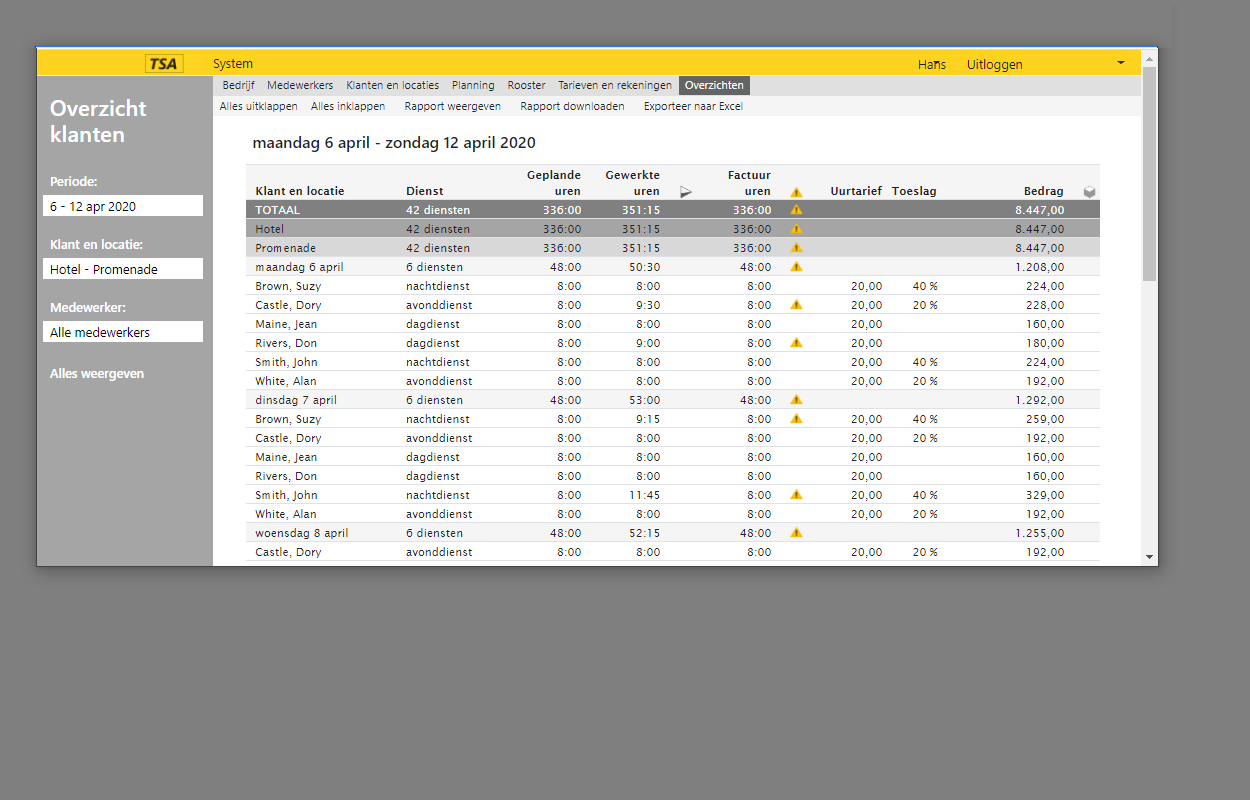 TSA System Hans Uitloggen
Bedrijf Medewerkers Klanten en locaties Planning Rooster Tarieven en rekeningen Overzichten
Alles uitklappen Alles inklappen Rapport weergeven Rapport downloaden Exporteer naar Excel
Overzicht
klanten
Periode:
6 - 12 apr 2020
Klant en locatie:
Hotel - Promenade
Medewerker:
Alle medewerkers
Alles weergeven
maandag 6 april - zondag 12 april 2020
Geplande Gewerkte Factuur
Klant en locatie Dienst uren uren uren Uurtarief Toeslag Bedrag
TOTAAL 42 diensten 336:00 351:15 336:00 8.447,00
Hotel 42 diensten 336:00 351:15 336:00 8.447,00
Promenade 42 diensten 336:00 351:15 336:00 8.447,00
maandag 6 april 6 diensten 48:00 50:30 48:00 1.208,00
Brown, Suzy nachtdienst 8:00 8:00 8:00 20,00 40 % 224,00
Castle, Dory avonddienst 8:00 9:30 8:00 20,00 20 % 228,00
Maine, Jean dagdienst 8:00 8:00 8:00 20,00 160,00
Rivers, Don dagdienst 8:00 9:00 8:00 20,00 180,00
Smith, John nachtdienst 8:00 8:00 8:00 20,00 40 % 224,00
White, Alan avonddienst 8:00 8:00 8:00 20,00 20 % 192,00
dinsdag 7 april 6 diensten 48:00 53:00 48:00 1.292,00
Brown, Suzy nachtdienst 8:00 9:15 8:00 20,00 40 % 259,00
Castle, Dory avonddienst 8:00 8:00 8:00 20,00 20 % 192,00
Maine, Jean dagdienst 8:00 8:00 8:00 20,00 160,00
Rivers, Don dagdienst 8:00 8:00 8:00 20,00 160,00
Smith, John nachtdienst 8:00 11:45 8:00 20,00 40 % 329,00
White, Alan avonddienst 8:00 8:00 8:00 20,00 20 % 192,00
woensdag 8 april 6 diensten 48:00 52:15 48:00 1.255,00
Castle, Dory avonddienst 8:00 8:00 8:00 20,00 20 % 192,00